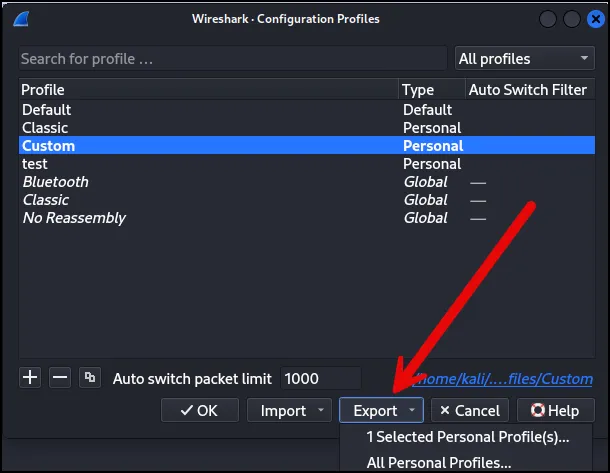 Wireshark · Configuration Profiles
Search for profile ...
All profiles
Profile Type Auto Switch Filter
Default Default
Classic Personal
Custom Personal
test Personal
Bluetooth Global —
Classic Global —
No Reassembly Global —
Auto switch packet limit 1000 /home/kali/....files/Custom
OK Import Export Cancel Help
1 Selected Personal Profile(s)...
All Personal Profiles...